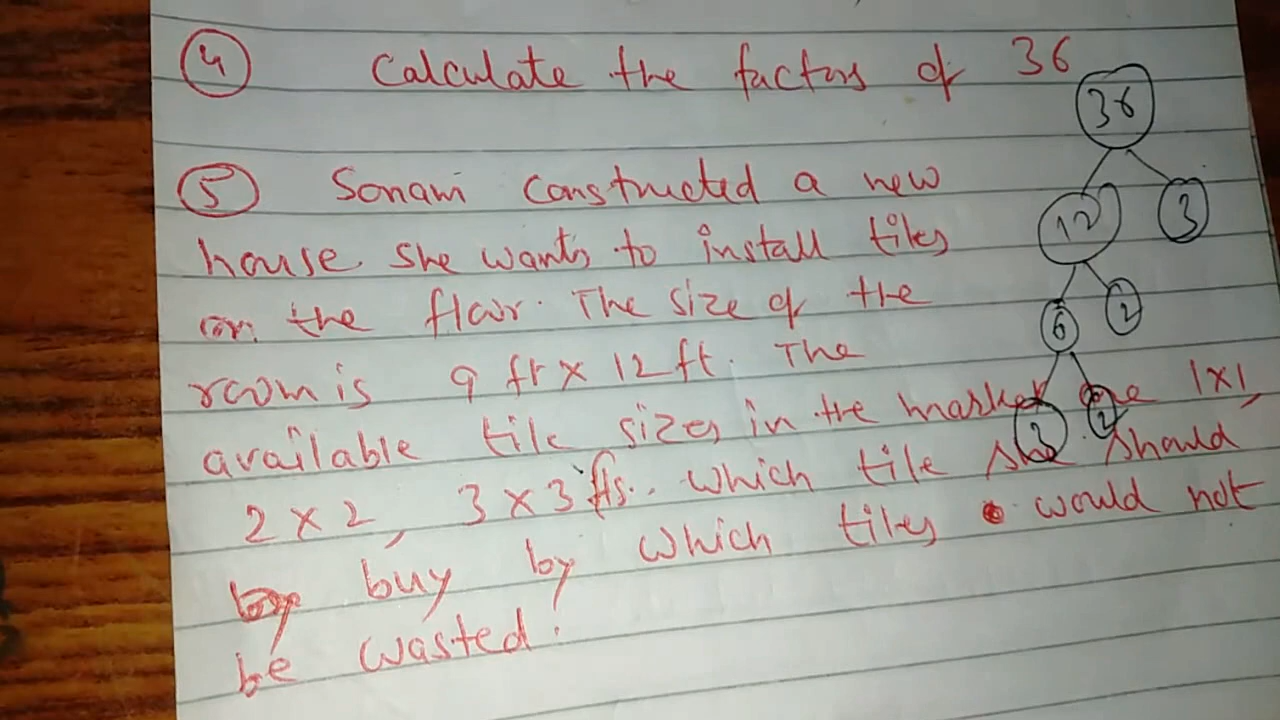 4 Calculate the factors of 36
36
12 3
6 2
3 2
5 Sonam constructed a new
house. She wants to install tiles
on the floor. The size of the
room is 9 ft x 12 ft. The
available tile sizes in the market are 1x1,
2 x 2, 3 x 3 fts.. which tile she should
buy by which tiles would not
be wasted.